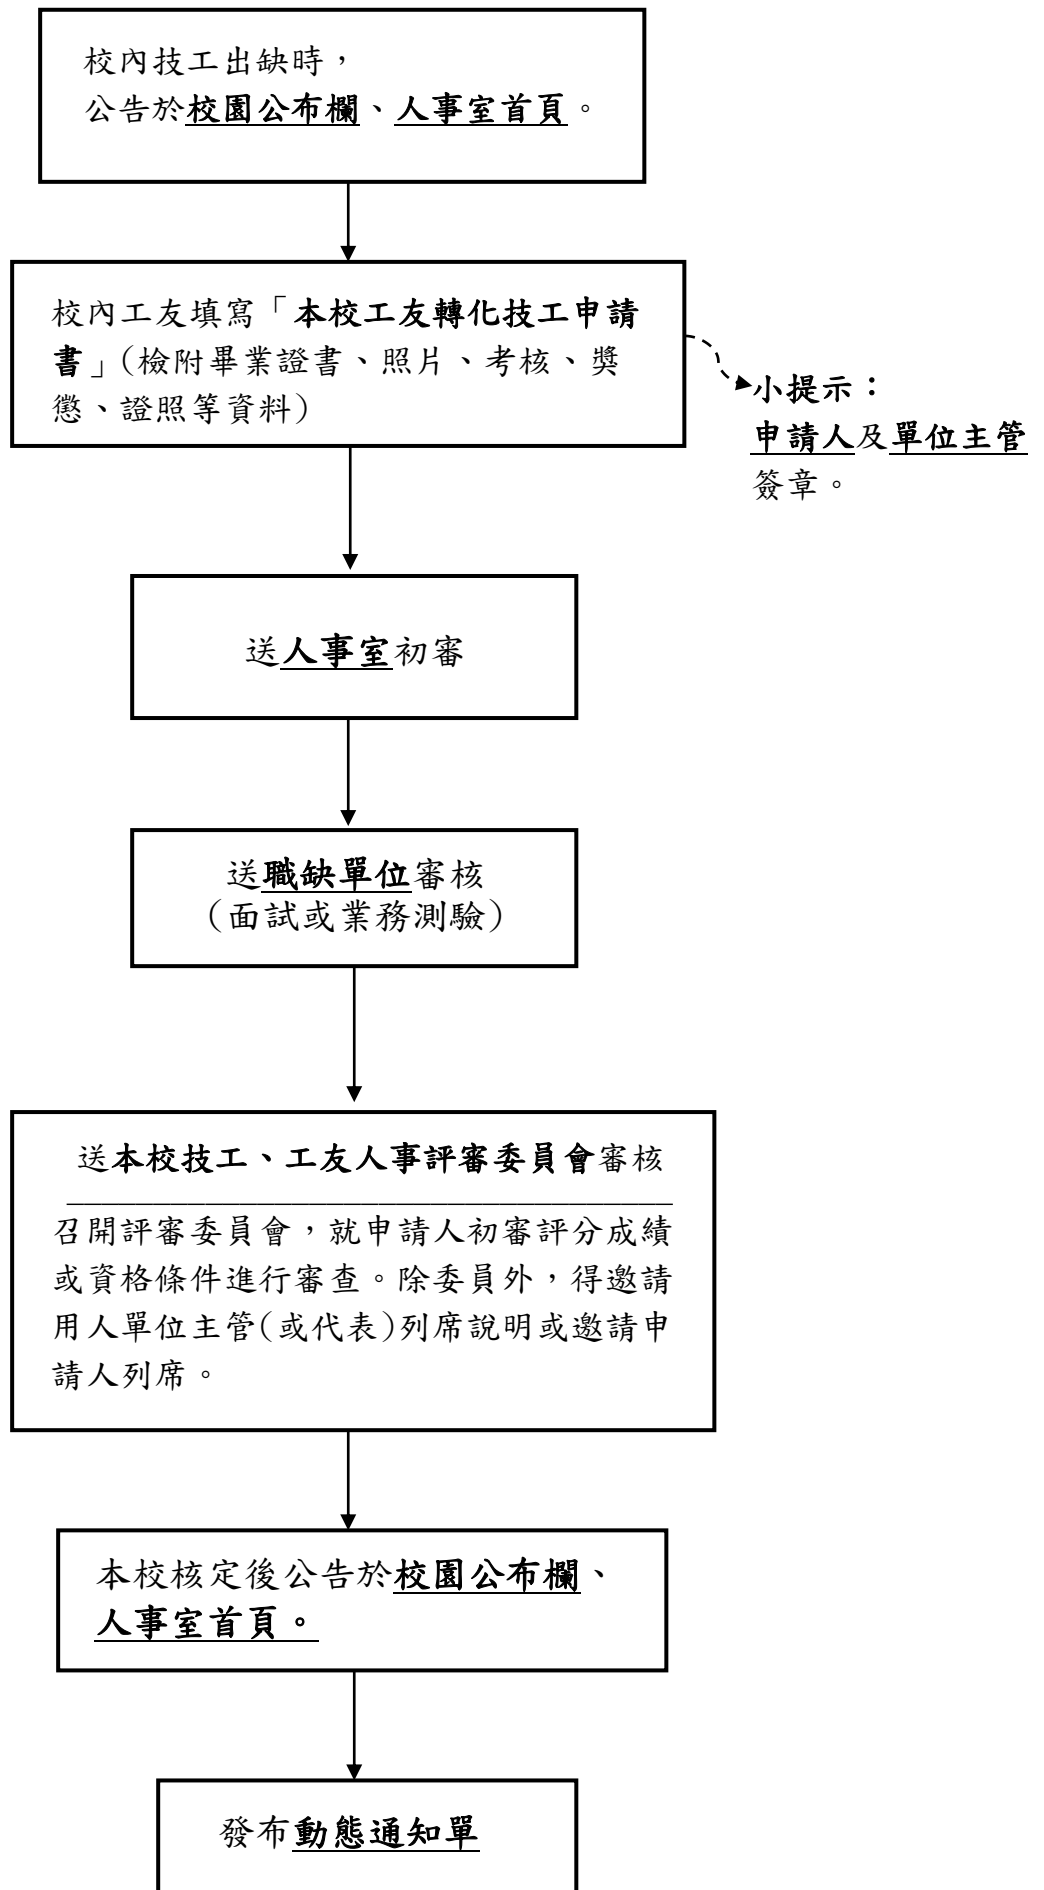 校內技工出缺時，
公告於校園公布欄、人事室首頁。
校內工友填寫「本校工友轉化技工申請
書」(檢附畢業證書、照片、考核、獎
懲、證照等資料)
小提示：
申請人及單位主管
簽章。
送人事室初審
送職缺單位審核
(面試或業務測驗)
送本校技工、工友人事評審委員會審核
召開評審委員會，就申請人初審評分成績
或資格條件進行審查。除委員外，得邀請
用人單位主管(或代表)列席說明或邀請申
請人列席。
本校核定後公告於校園公布欄、
人事室首頁。
發布動態通知單